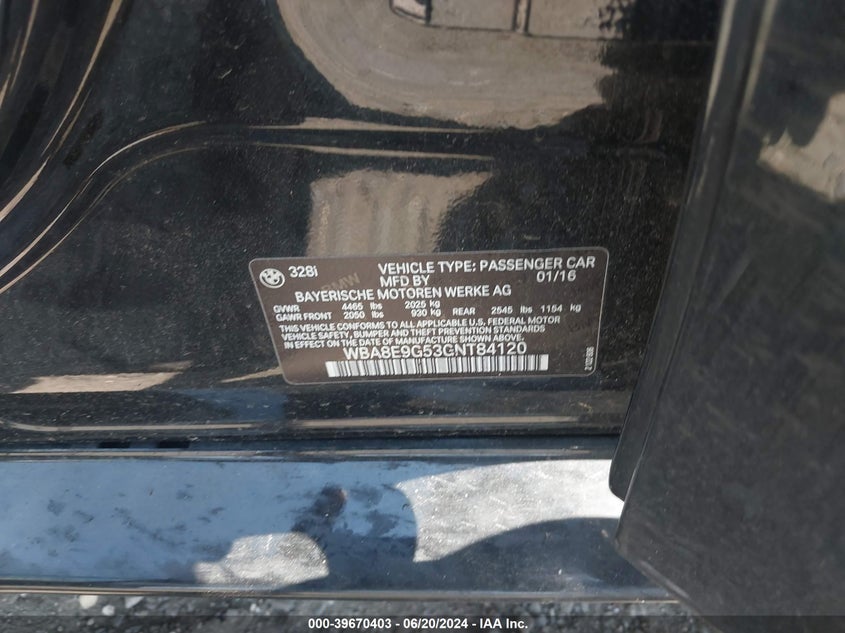 328i VEHICLE TYPE: PASSENGER CAR
MFD BY 01/16
BAYERISCHE MOTOREN WERKE AG
GVWR 4465 lbs 2025 kg
GAWR FRONT 2050 lbs 930 kg REAR 2545 lbs 1154 kg
THIS VEHICLE CONFORMS TO ALL APPLICABLE U.S. FEDERAL MOTOR
VEHICLE SAFETY, BUMPER, AND THEFT PREVENTION STANDARDS
IN EFFECT ON THE DATE OF MANUFACTURE SHOWN ABOVE.
WBA8E9G53GNT84120
000-39670403 - 06/20/2024 - IAA Inc.